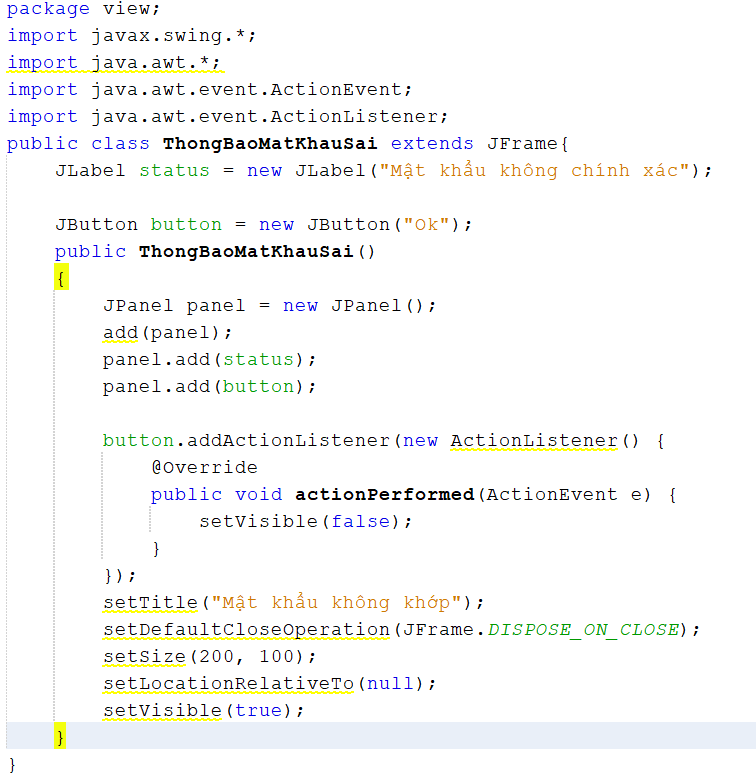 package view;
import javax.swing.*;
import java.awt.*;
import java.awt.event.ActionEvent;
import java.awt.event.ActionListener;
public class ThongBaoMatKhauSai extends JFrame{
    JLabel status = new JLabel("Mật khẩu không chính xác");

    JButton button = new JButton("Ok");
    public ThongBaoMatKhauSai()
    {
        JPanel panel = new JPanel();
        add(panel);
        panel.add(status);
        panel.add(button);

        button.addActionListener(new ActionListener() {
            @Override
            public void actionPerformed(ActionEvent e) {
                setVisible(false);
            }
        });
        setTitle("Mật khẩu không khớp");
        setDefaultCloseOperation(JFrame.DISPOSE_ON_CLOSE);
        setSize(200, 100);
        setLocationRelativeTo(null);
        setVisible(true);
    }
}